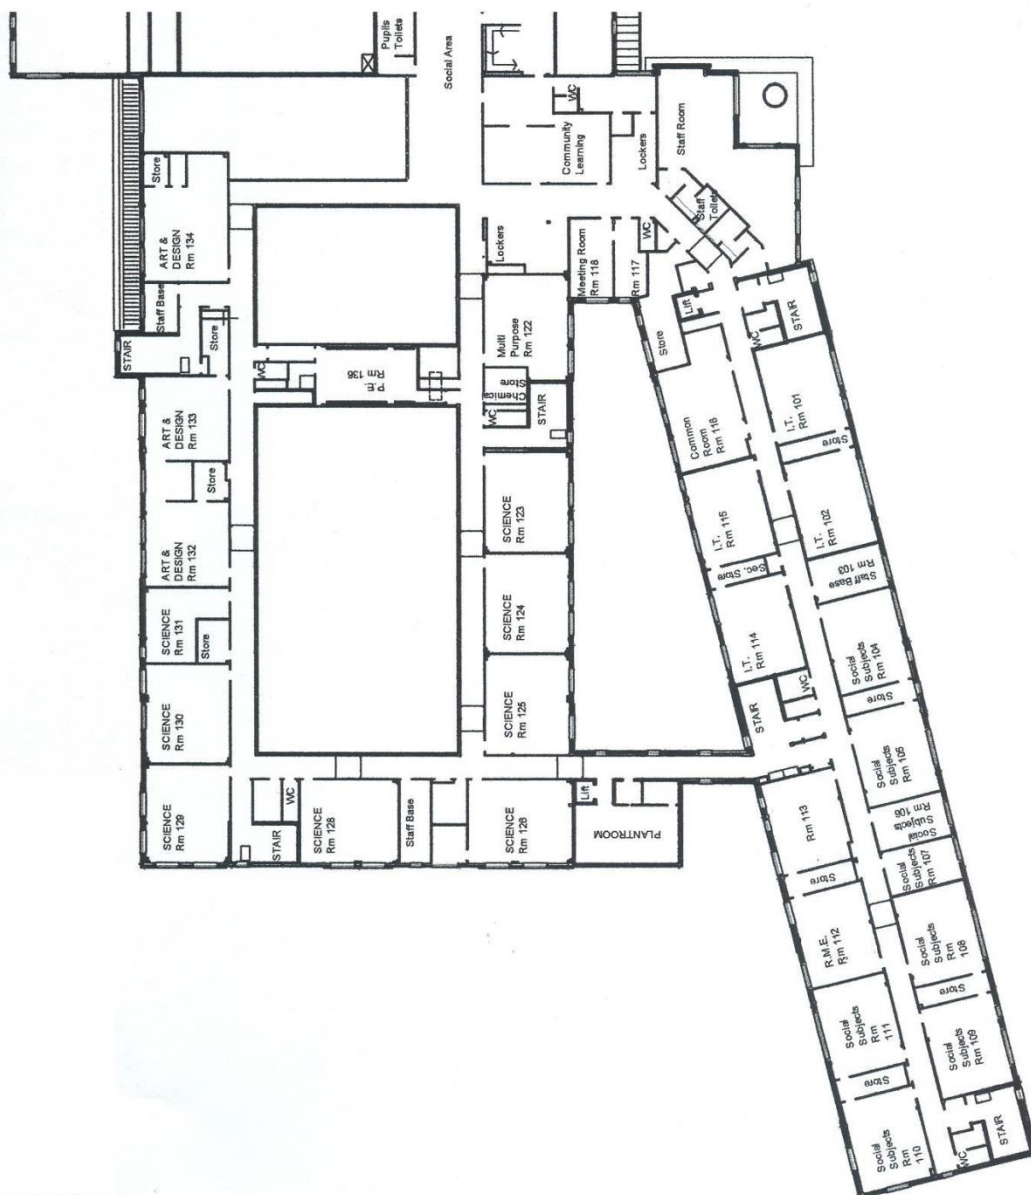 Pupils
Toilets
Social Area
WC
Community
Learning
Lockers
Staff Room
Staff
Toilets
Store
ART &
DESIGN
Rm 134
Staff Base
STAIR
Store
Lockers
Meeting Room
Rm 118
Rm 117
WC
Lift
Store
STAIR
WC
Multi
Purpose
Rm 122
Chemical
Store
WC
STAIR
WC
Rm 136
ART &
DESIGN
Rm 133
Store
ART &
DESIGN
Rm 132
SCIENCE
Rm 131
Store
SCIENCE
Rm 130
SCIENCE
Rm 129
SCIENCE
Rm 123
SCIENCE
Rm 124
SCIENCE
Rm 125
WC
STAIR
SCIENCE
Rm 128
Staff Base
SCIENCE
Rm 126
Lift
PLANTROOM
Common
Room
Rm 116
I.T.
Rm 101
Store
I.T.
Rm 102
I.T.
Rm 115
Sec. Store
Staff Base
Rm 103
I.T.
Rm 114
WC
STAIR
Social
Subjects
Rm 104
Store
Social
Subjects
Rm 105
Social
Subjects
Rm 106
Social
Subjects
Rm 107
Rm 113
Store
R.M.E.
Rm 112
Social
Subjects
Rm
108
Store
Social
Subjects
Rm
111
Social
Subjects
Rm 109
Store
Social
Subjects
Rm
110
WC
STAIR